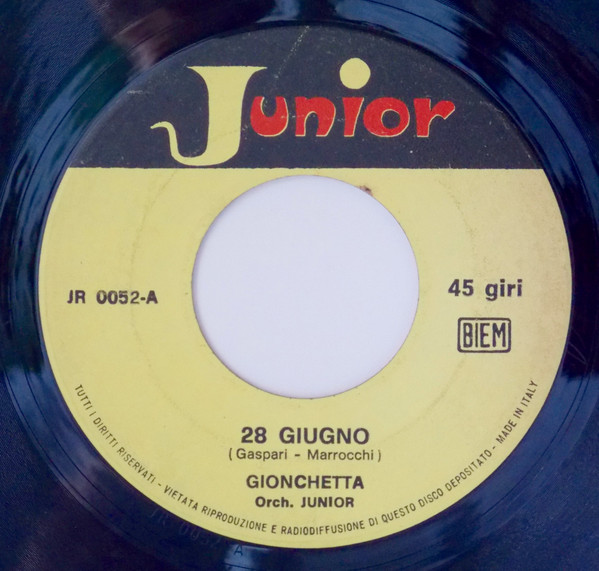 Junior
JR 0052-A
45 giri
BIEM
28 GIUGNO
(Gaspari - Marrocchi)
GIONCHETTA
Orch. JUNIOR
TUTTI I DIRITTI RISERVATI - VIETATA RIPRODUZIONE E RADIODIFFUSIONE DI QUESTO DISCO DEPOSITATO - MADE IN ITALY